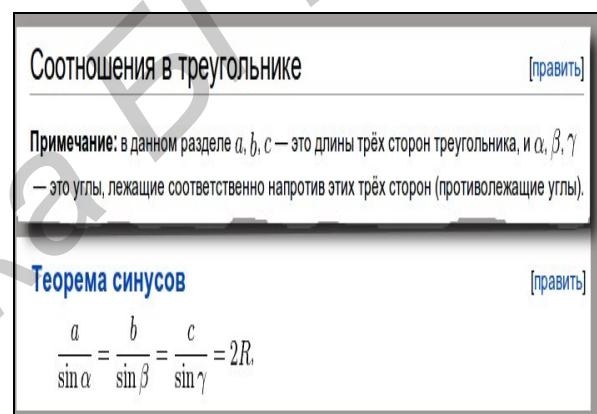 Соотношения в треугольнике [править]
Примечание: в данном разделе a, b, c — это длины трёх сторон треугольника, и α, β, γ
— это углы, лежащие соответственно напротив этих трёх сторон (противолежащие углы).
Теорема синусов [править]
a/sin α = b/sin β = c/sin γ = 2R,